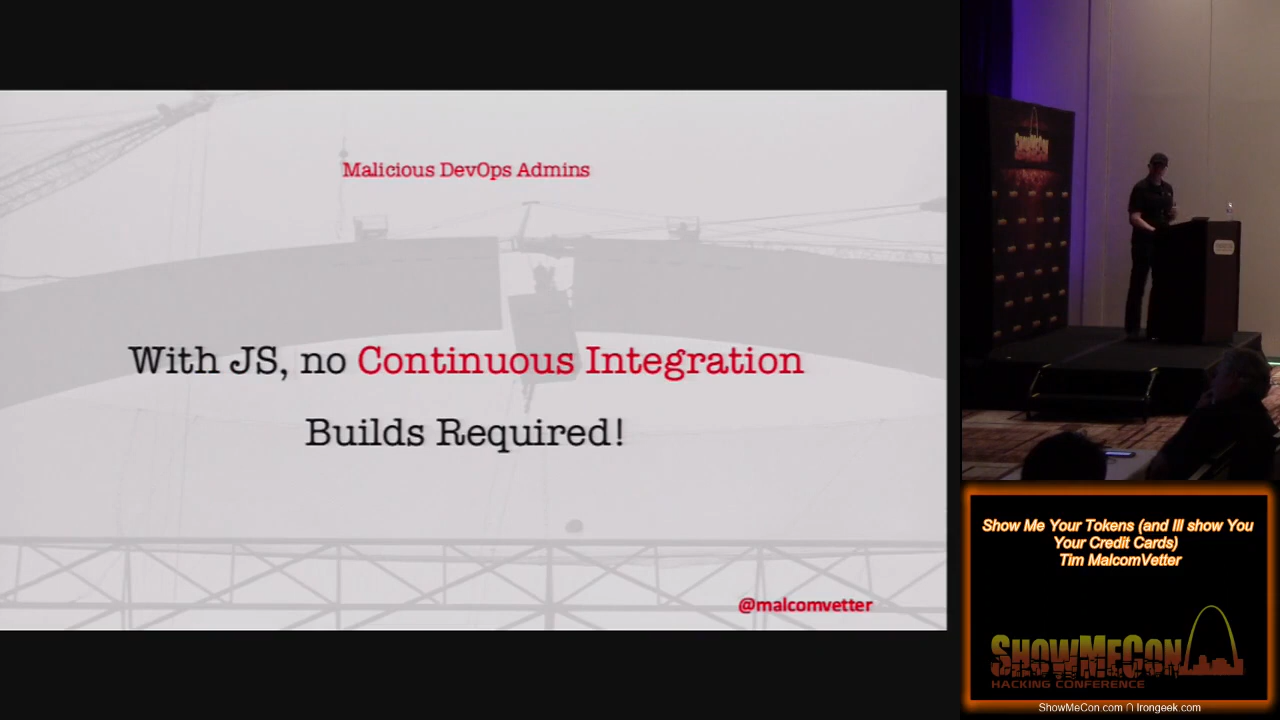 Malicious DevOps Admins
With JS, no Continuous Integration
Builds Required!
@malcomvetter
ShowMeCon
Show Me Your Tokens (and Ill show You
Your Credit Cards)
Tim MalcomVetter
ShowMeCon
HACKING CONFERENCE
ShowMeCon.com ∩ Irongeek.com